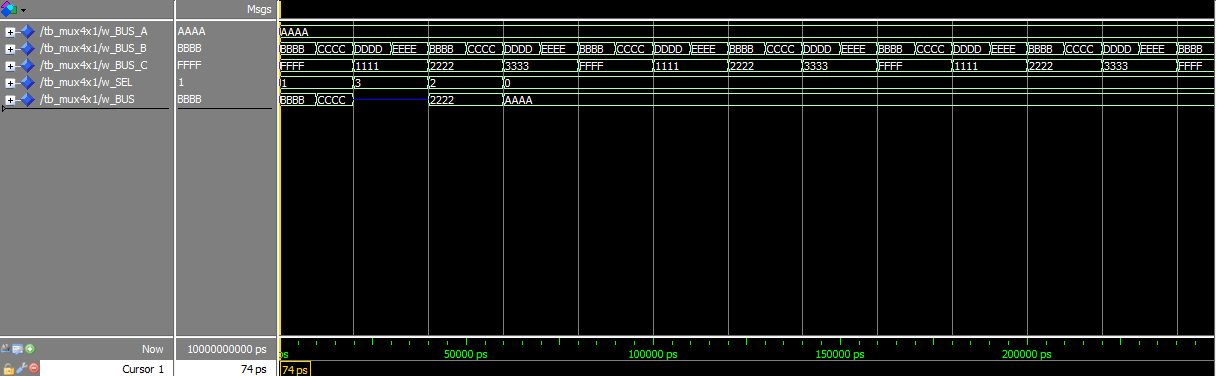 Msgs
/tb_mux4x1/w_BUS_A AAAA AAAA
/tb_mux4x1/w_BUS_B BBBB BBBB CCCC DDDD EEEE BBBB CCCC DDDD EEEE BBBB CCCC DDDD EEEE BBBB CCCC DDDD EEEE BBBB CCCC DDDD EEEE BBBB CCCC DDDD EEEE BBBB
/tb_mux4x1/w_BUS_C FFFF FFFF 1111 2222 3333 FFFF 1111 2222 3333 FFFF 1111 2222 3333 FFFF
/tb_mux4x1/w_SEL 1 1 3 2 0
/tb_mux4x1/w_BUS BBBB BBBB CCCC 2222 AAAA
Now 10000000000 ps ps 50000 ps 100000 ps 150000 ps 200000 ps
Cursor 1 74 ps 74 ps